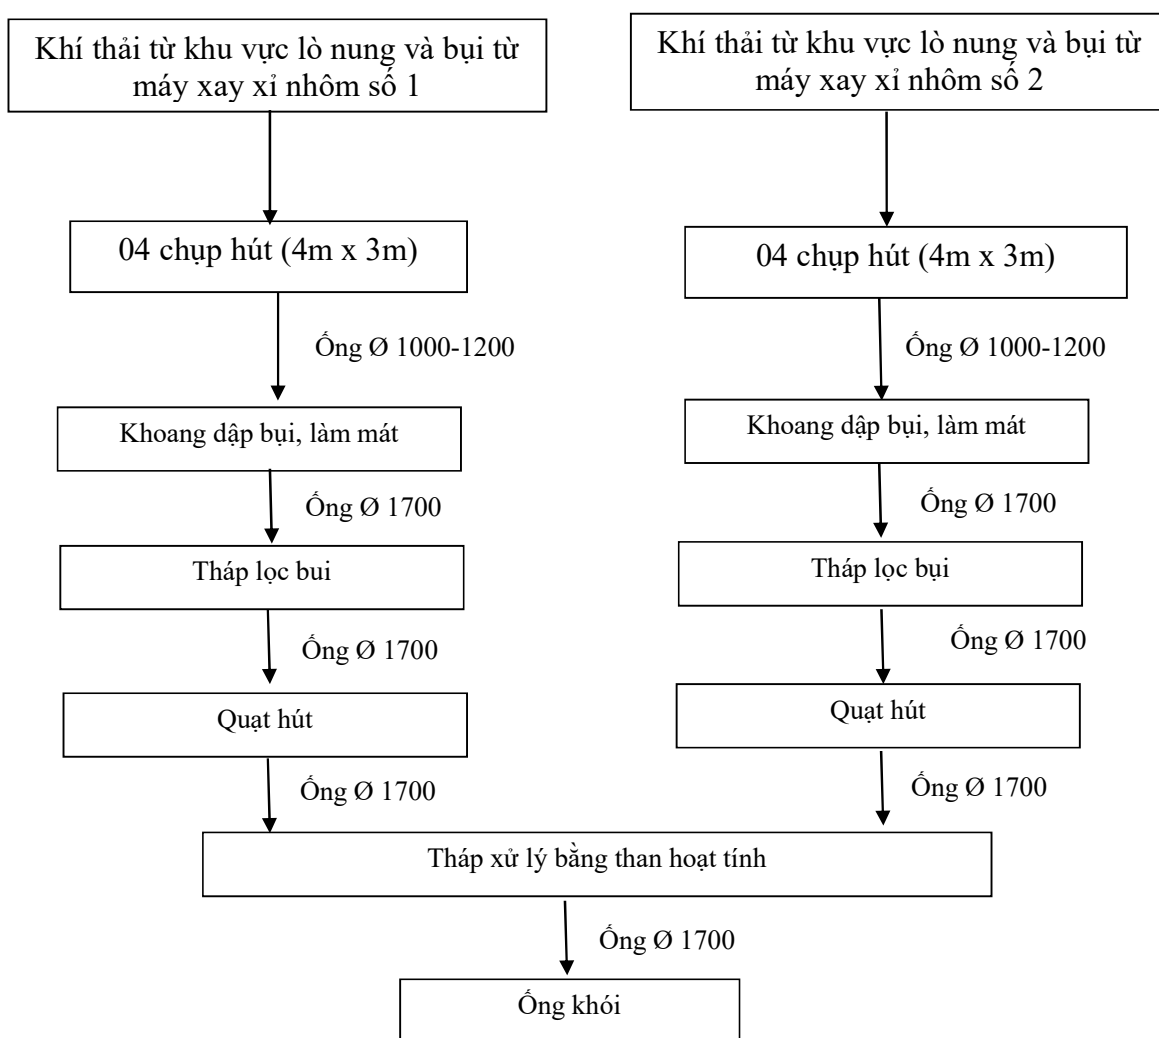 Khí thải từ khu vực lò nung và bụi từ
máy xay xỉ nhôm số 1
Khí thải từ khu vực lò nung và bụi từ
máy xay xỉ nhôm số 2
04 chụp hút (4m x 3m)
04 chụp hút (4m x 3m)
Ống Ø 1000-1200
Ống Ø 1000-1200
Khoang dập bụi, làm mát
Khoang dập bụi, làm mát
Ống Ø 1700
Ống Ø 1700
Tháp lọc bui
Tháp lọc bụi
Ống Ø 1700
Ống Ø 1700
Quạt hút
Quạt hút
Ống Ø 1700
Ống Ø 1700
Tháp xử lý bằng than hoạt tính
Ống Ø 1700
Ống khói